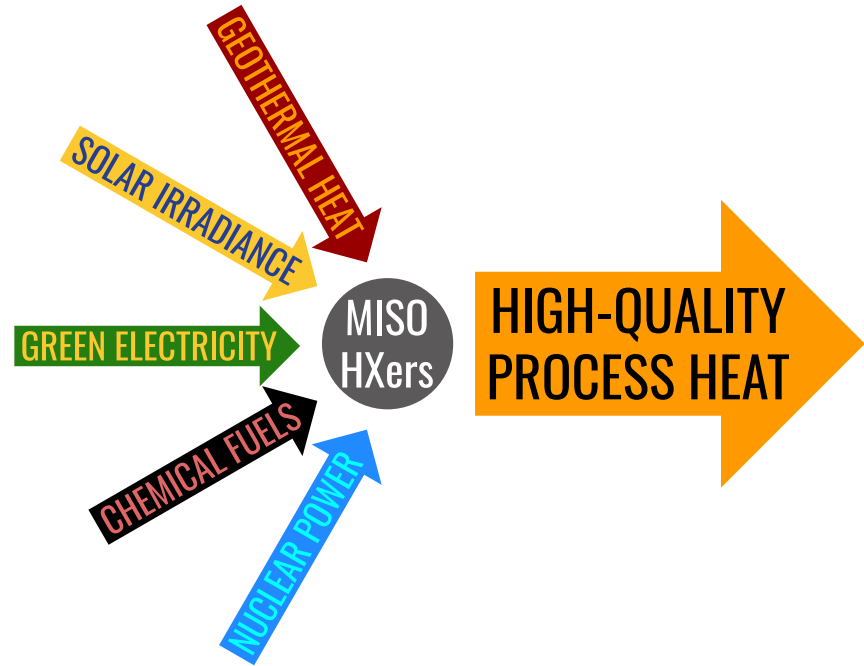 GEOTHERMAL HEAT
SOLAR IRRADIANCE
GREEN ELECTRICITY
CHEMICAL FUELS
NUCLEAR POWER
MISO
HXers
HIGH-QUALITY
PROCESS HEAT